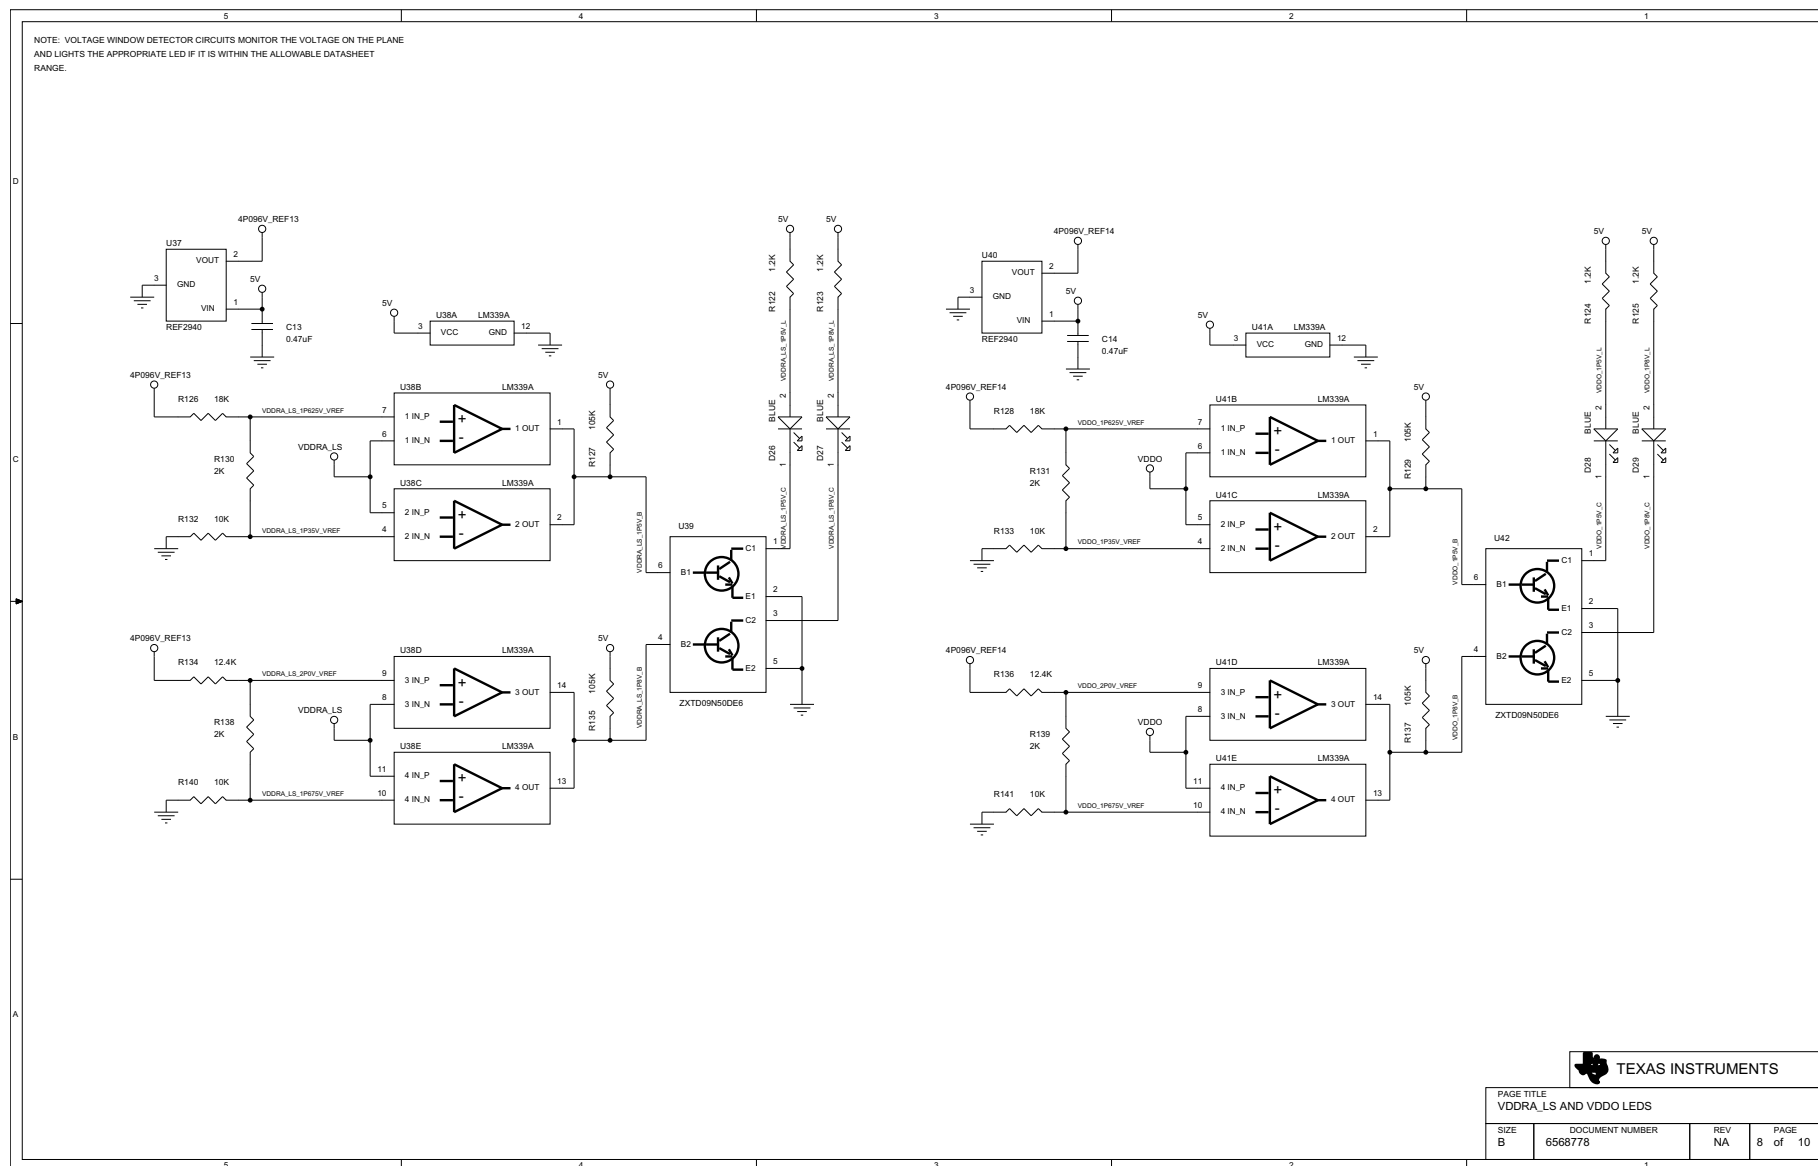 5 4 3 2 1
NOTE: VOLTAGE WINDOW DETECTOR CIRCUITS MONITOR THE VOLTAGE ON THE PLANE
AND LIGHTS THE APPROPRIATE LED IF IT IS WITHIN THE ALLOWABLE DATASHEET
RANGE.
D
C
B
A
4P096V_REF13
U37
VOUT 2
3 GND
5V
VIN 1
REF2940
C13
0.47uF
5V
U38A LM339A
3 VCC GND 12
4P096V_REF13
R126 18K
VDDRA_LS_1P625V_VREF
R130
2K
VDDRA_LS
R132 10K
VDDRA_LS_1P35V_VREF
U38B LM339A
7 1 IN_P
6 1 IN_N
+
-
1 OUT 1
U38C LM339A
5 2 IN_P
4 2 IN_N
+
-
2 OUT 2
5V
R127 105K
VDDRA_LS_1P5V_B
4P096V_REF13
R134 12.4K
VDDRA_LS_2P0V_VREF
R138
2K
VDDRA_LS
R140 10K
VDDRA_LS_1P675V_VREF
U38D LM339A
9 3 IN_P
8 3 IN_N
+
-
3 OUT 14
U38E LM339A
11 4 IN_P
10 4 IN_N
+
-
4 OUT 13
5V
R135 105K
VDDRA_LS_1P8V_B
5V 5V
R122 1.2K
R123 1.2K
VDDRA_LS_1P5V_L
VDDRA_LS_1P8V_L
D26 BLUE
2
1
D27 BLUE
2
1
VDDRA_LS_1P5V_C
VDDRA_LS_1P8V_C
U39
6 B1
C1 1
E1 2
C2 3
4 B2
E2 5
ZXTD09N50DE6
4P096V_REF14
U40
VOUT 2
3 GND
5V
VIN 1
REF2940
C14
0.47uF
5V
U41A LM339A
3 VCC GND 12
4P096V_REF14
R128 18K
VDDO_1P625V_VREF
R131
2K
VDDO
R133 10K
VDDO_1P35V_VREF
U41B LM339A
7 1 IN_P
6 1 IN_N
+
-
1 OUT 1
U41C LM339A
5 2 IN_P
4 2 IN_N
+
-
2 OUT 2
5V
R129 105K
VDDO_1P5V_B
4P096V_REF14
R136 12.4K
VDDO_2P0V_VREF
R139
2K
VDDO
R141 10K
VDDO_1P675V_VREF
U41D LM339A
9 3 IN_P
8 3 IN_N
+
-
3 OUT 14
U41E LM339A
11 4 IN_P
10 4 IN_N
+
-
4 OUT 13
5V
R137 105K
VDDO_1P8V_B
5V 5V
R124 1.2K
R125 1.2K
VDDO_1P5V_L
VDDO_1P8V_L
D28 BLUE
2
1
D29 BLUE
2
1
VDDO_1P5V_C
VDDO_1P8V_C
U42
6 B1
C1 1
E1 2
C2 3
4 B2
E2 5
ZXTD09N50DE6
TEXAS INSTRUMENTS
PAGE TITLE
VDDRA_LS AND VDDO LEDS
SIZE DOCUMENT NUMBER REV PAGE
B 6568778 NA 8 of 10
5 4 3 2 1